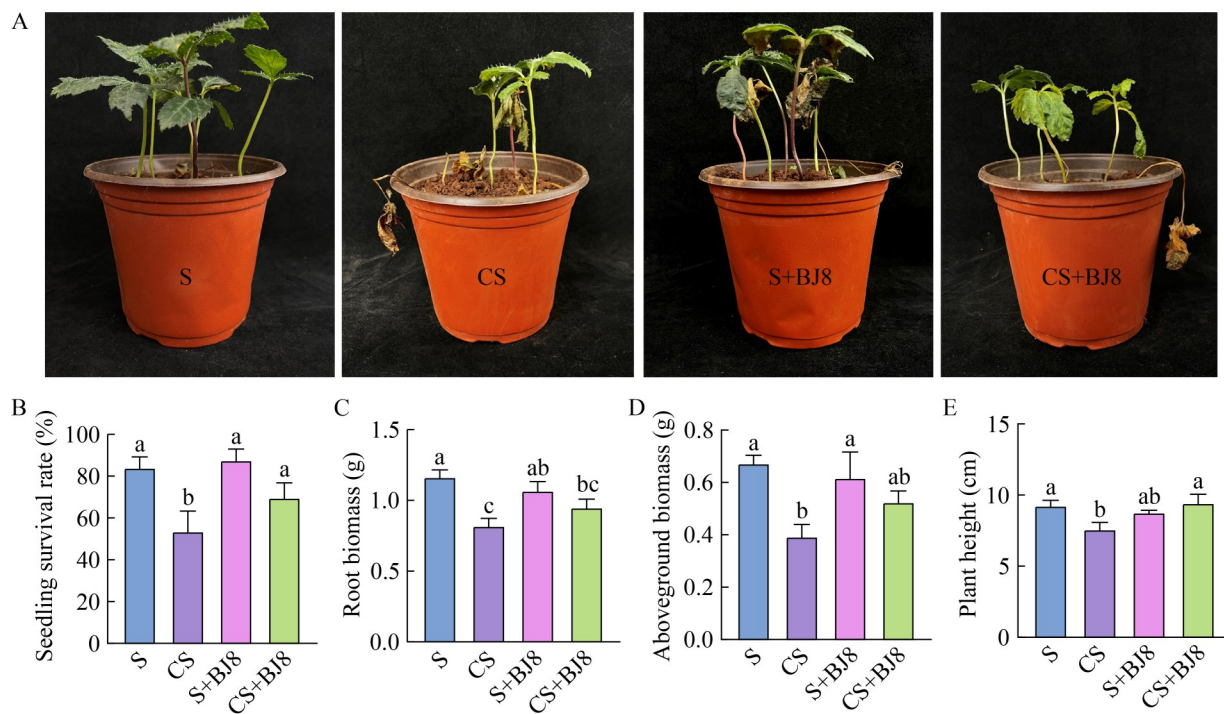 A
S
CS
S+BJ8
CS+BJ8
B
Seedling survival rate (%)
100
80
60
40
20
0
a
b
a
a
S
CS
S+BJ8
CS+BJ8
C
Root biomass (g)
1.5
1.0
0.5
0.0
a
c
ab
bc
S
CS
S+BJ8
CS+BJ8
D
Aboveground biomass (g)
0.8
0.6
0.4
0.2
0.0
a
b
a
ab
S
CS
S+BJ8
CS+BJ8
E
Plant height (cm)
15
10
5
0
a
b
ab
a
S
CS
S+BJ8
CS+BJ8